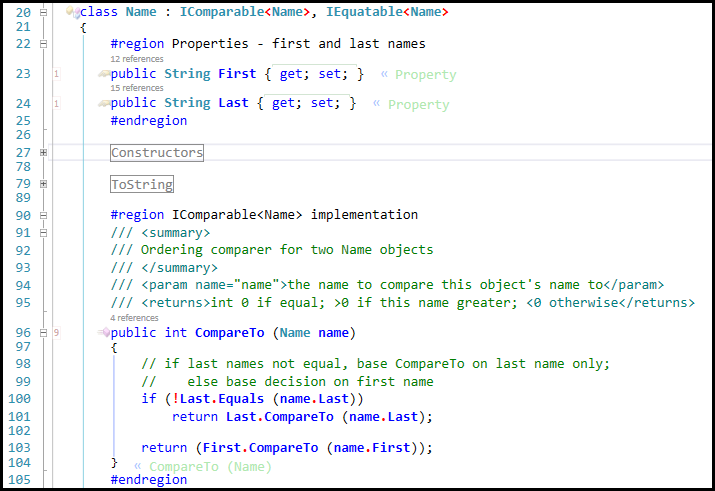 20 class Name : IComparable<Name>, IEquatable<Name>
21 {
22 #region Properties - first and last names
12 references
23 1 public String First { get; set; } « Property
15 references
24 1 public String Last { get; set; } « Property
25 #endregion
26
27 Constructors
78
79 ToString
89
90 #region IComparable<Name> implementation
91 /// <summary>
92 /// Ordering comparer for two Name objects
93 /// </summary>
94 /// <param name="name">the name to compare this object's name to</param>
95 /// <returns>int 0 if equal; >0 if this name greater; <0 otherwise</returns>
4 references
96 9 public int CompareTo (Name name)
97 {
98 // if last names not equal, base CompareTo on last name only;
99 // else base decision on first name
100 if (!Last.Equals (name.Last))
101 return Last.CompareTo (name.Last);
102
103 return (First.CompareTo (name.First));
104 } « CompareTo (Name)
105 #endregion